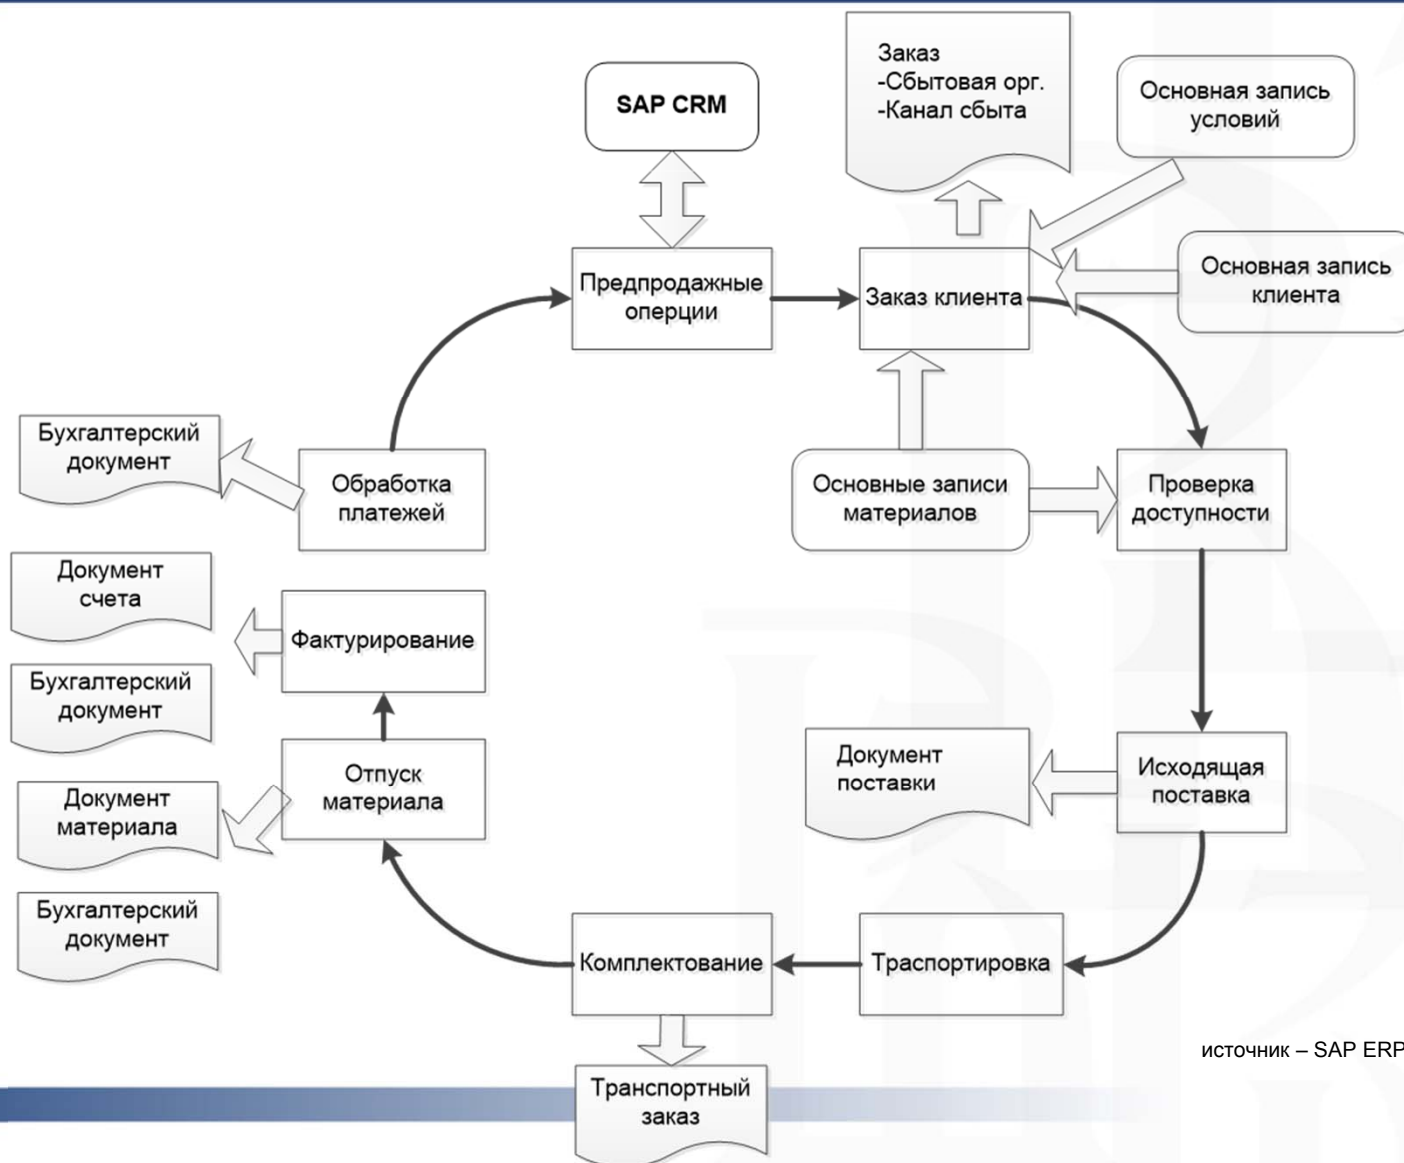 SAP CRM
Заказ
-Сбытовая орг.
-Канал сбыта
Основная запись
условий
Предпродажные
оперции
Заказ клиента
Основная запись
клиента
Бухгалтерский
документ
Обработка
платежей
Основные записи
материалов
Проверка
доступности
Документ
счета
Фактурирование
Бухгалтерский
документ
Отпуск
материала
Документ
материала
Документ
поставки
Исходящая
поставка
Бухгалтерский
документ
Комплектование
Траспортировка
источник – SAP ERP
Транспортный
заказ